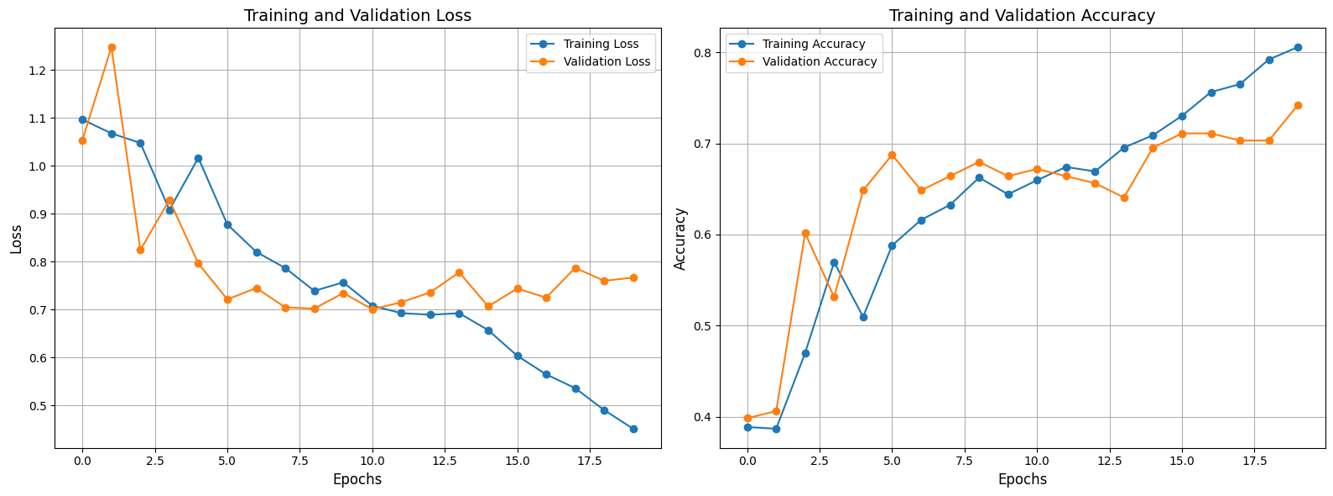 Training and Validation Loss
Training Loss
Validation Loss
1.2
1.1
1.0
0.9
0.8
0.7
0.6
0.5
Loss
0.0 2.5 5.0 7.5 10.0 12.5 15.0 17.5
Epochs
Training and Validation Accuracy
Training Accuracy
Validation Accuracy
0.8
0.7
0.6
0.5
0.4
Accuracy
0.0 2.5 5.0 7.5 10.0 12.5 15.0 17.5
Epochs